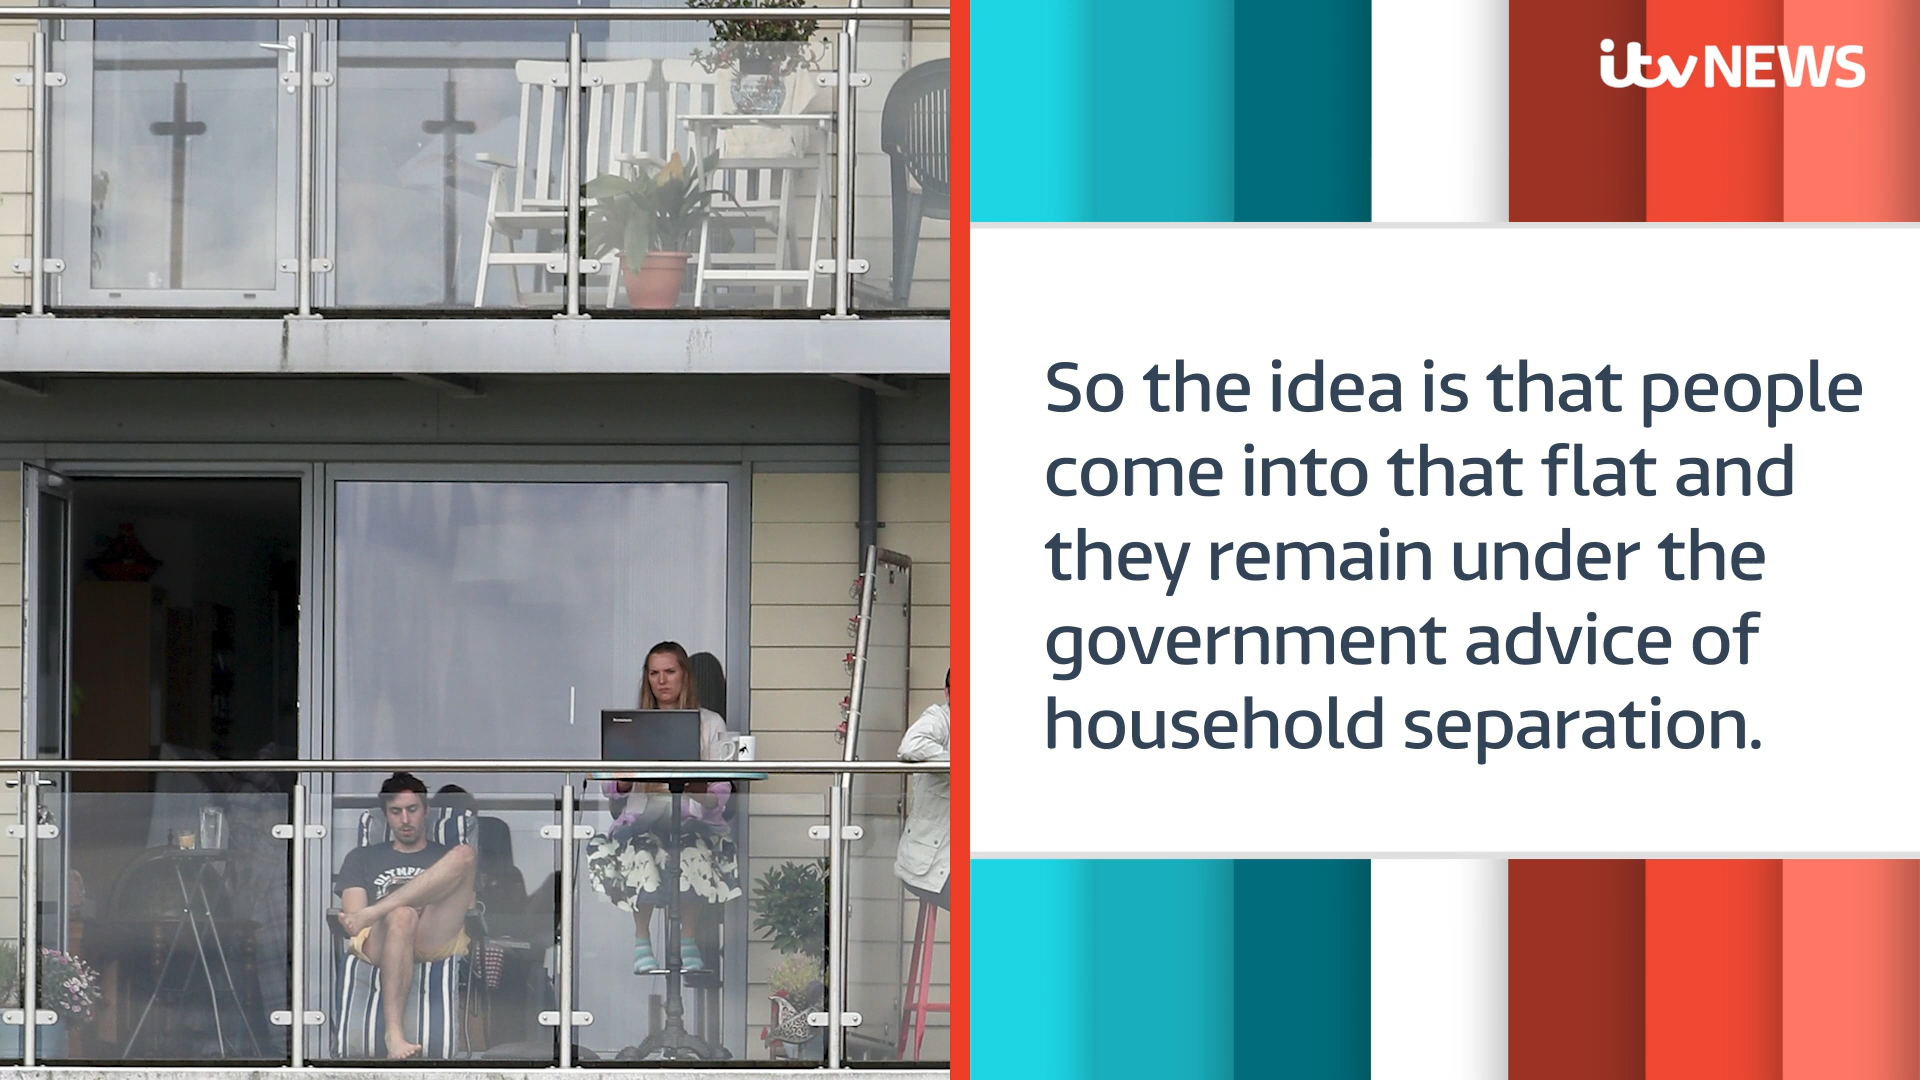 itv NEWS
So the idea is that people
come into that flat and
they remain under the
government advice of
household separation.
Lenovo